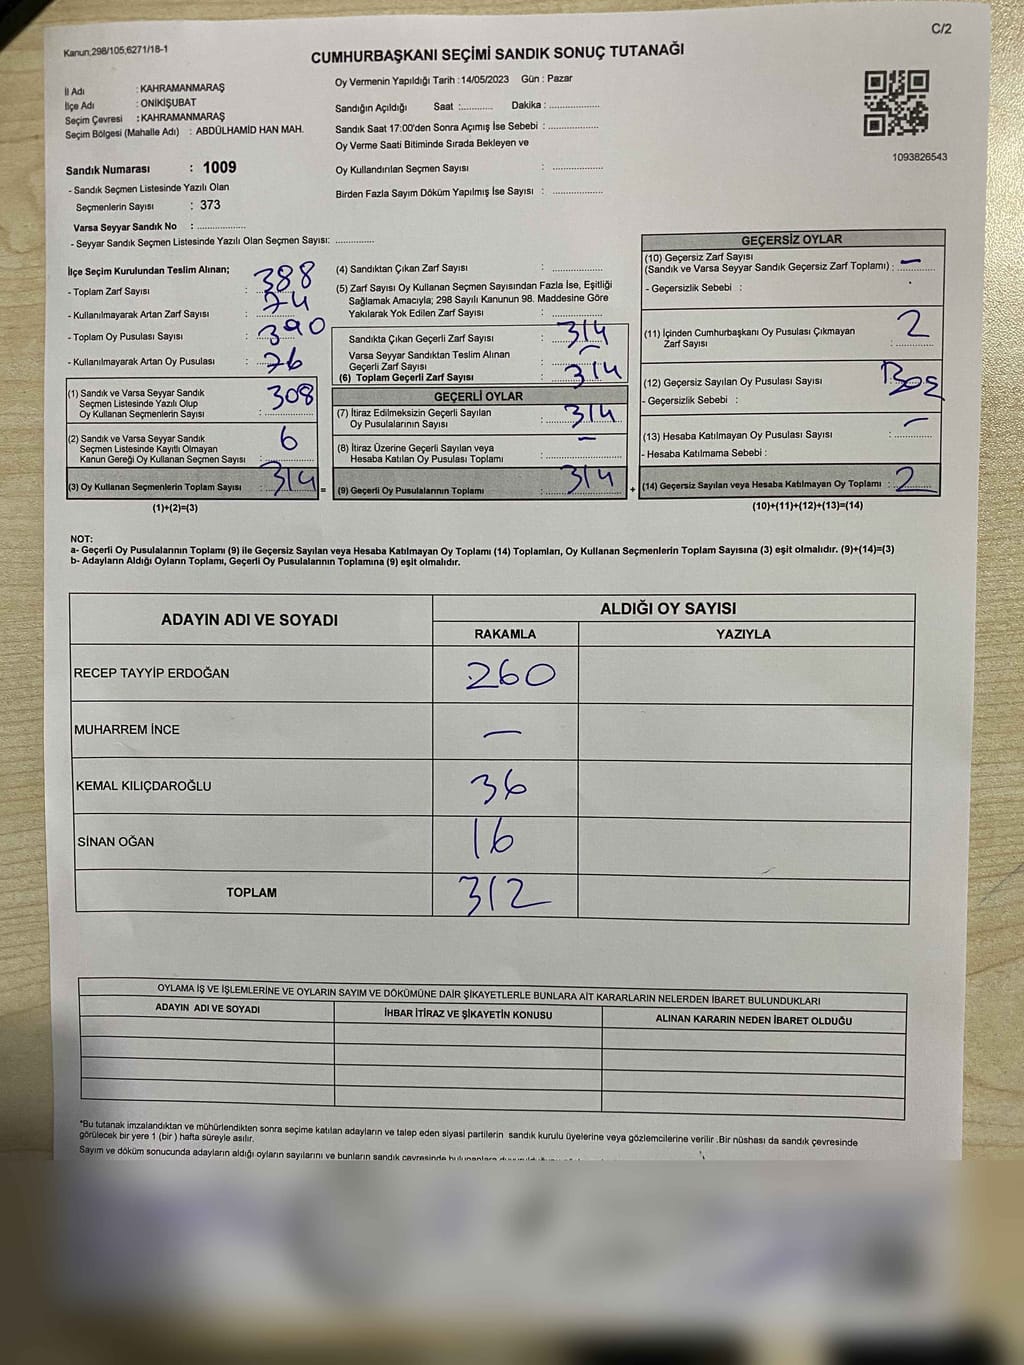 C/2
Kanun,298/105,6271/18-1
CUMHURBAŞKANI SEÇİMİ SANDIK SONUÇ TUTANAĞI
İl Adı : KAHRAMANMARAŞ
İlçe Adı : ONİKİŞUBAT
Seçim Çevresi : KAHRAMANMARAŞ
Seçim Bölgesi (Mahalle Adı) : ABDÜLHAMİD HAN MAH.
Sandık Numarası : 1009
- Sandık Seçmen Listesinde Yazılı Olan
Seçmenlerin Sayısı : 373
Varsa Seyyar Sandık No : ...................
- Seyyar Sandık Seçmen Listesinde Yazılı Olan Seçmen Sayısı: ...............
Oy Vermenin Yapıldığı Tarih : 14/05/2023 Gün : Pazar
Sandığın Açıldığı Saat :............ Dakika : ...................
Sandık Saat 17:00'den Sonra Açımış İse Sebebi : ...................
Oy Verme Saati Bitiminde Sırada Bekleyen ve
Oy Kullandırılan Seçmen Sayısı : ...................
Birden Fazla Sayım Döküm Yapılmış İse Sayısı : ...................
1093826543
İlçe Seçim Kurulundan Teslim Alınan;
- Toplam Zarf Sayısı : 388
- Kullanılmayarak Artan Zarf Sayısı : 74
- Toplam Oy Pusulası Sayısı : 390
- Kullanılmayarak Artan Oy Pusulası : 76
(1) Sandık ve Varsa Seyyar Sandık
Seçmen Listesinde Yazılı Olup
Oy Kullanan Seçmenlerin Sayısı : 308
(2) Sandık ve Varsa Seyyar Sandık
Seçmen Listesinde Kayıtlı Olmayan
Kanun Gereği Oy Kullanan Seçmen Sayısı : 6
(3) Oy Kullanan Seçmenlerin Toplam Sayısı : 314 =
(1)+(2)=(3)
(4) Sandıktan Çıkan Zarf Sayısı : ...................
(5) Zarf Sayısı Oy Kullanan Seçmen Sayısından Fazla İse, Eşitliği
Sağlamak Amacıyla; 298 Sayılı Kanunun 98. Maddesine Göre
Yakılarak Yok Edilen Zarf Sayısı : ...................
Sandıkta Çıkan Geçerli Zarf Sayısı : 314
Varsa Seyyar Sandıktan Teslim Alınan
Geçerli Zarf Sayısı : —
(6) Toplam Geçerli Zarf Sayısı : 314
GEÇERLİ OYLAR
(7) İtiraz Edilmeksizin Geçerli Sayılan
Oy Pusulalarının Sayısı : 314
(8) İtiraz Üzerine Geçerli Sayılan veya
Hesaba Katılan Oy Pusulası Toplamı : —
(9) Geçerli Oy Pusulalarının Toplamı : 314 +
GEÇERSİZ OYLAR
(10) Geçersiz Zarf Sayısı
(Sandık ve Varsa Seyyar Sandık Geçersiz Zarf Toplamı) : —
- Geçersizlik Sebebi :
(11) İçinden Cumhurbaşkanı Oy Pusulası Çıkmayan
Zarf Sayısı : 2
(12) Geçersiz Sayılan Oy Pusulası Sayısı
- Geçersizlik Sebebi :
(13) Hesaba Katılmayan Oy Pusulası Sayısı : —
- Hesaba Katılmama Sebebi :
(14) Geçersiz Sayılan veya Hesaba Katılmayan Oy Toplamı : 2
(10)+(11)+(12)+(13)=(14)
NOT:
a- Geçerli Oy Pusulalarının Toplamı (9) ile Geçersiz Sayılan veya Hesaba Katılmayan Oy Toplamı (14) Toplamları, Oy Kullanan Seçmenlerin Toplam Sayısına (3) eşit olmalıdır. (9)+(14)=(3)
b- Adayların Aldığı Oyların Toplamı, Geçerli Oy Pusulalarının Toplamına (9) eşit olmalıdır.
ADAYIN ADI VE SOYADI ALDIĞI OY SAYISI
RAKAMLA YAZIYLA
RECEP TAYYİP ERDOĞAN 260
MUHARREM İNCE —
KEMAL KILIÇDAROĞLU 36
SİNAN OĞAN 16
TOPLAM 312
OYLAMA İŞ VE İŞLEMLERİNE VE OYLARIN SAYIM VE DÖKÜMÜNE DAİR ŞİKAYETLERLE BUNLARA AİT KARARLARIN NELERDEN İBARET BULUNDUKLARI
ADAYIN ADI VE SOYADI İHBAR İTİRAZ VE ŞİKAYETİN KONUSU ALINAN KARARIN NEDEN İBARET OLDUĞU
*Bu tutanak imzalandıktan ve mühürlendikten sonra seçime katılan adayların ve talep eden siyasi partilerin sandık kurulu üyelerine veya gözlemcilerine verilir .Bir nüshası da sandık çevresinde
görülecek bir yere 1 (bir ) hafta süreyle asılır.
Sayım ve döküm sonucunda adayların aldığı oyların sayılarını ve bunların sandık çevresinde